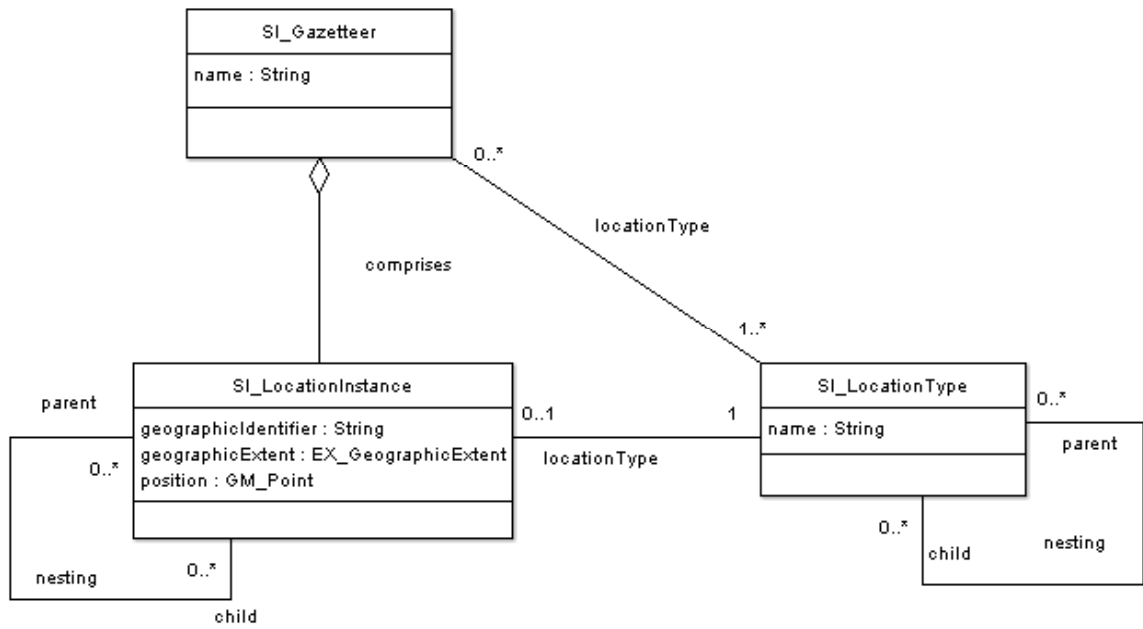 SI_Gazetteer
name : String
0..*
locationType
comprises
1..*
SI_LocationInstance
geographicIdentifier : String
geographicExtent : EX_GeographicExtent
position : GM_Point
parent
0..*
nesting
0..*
child
0..1
1
locationType
SI_LocationType
name : String
0..*
parent
0..*
child
nesting